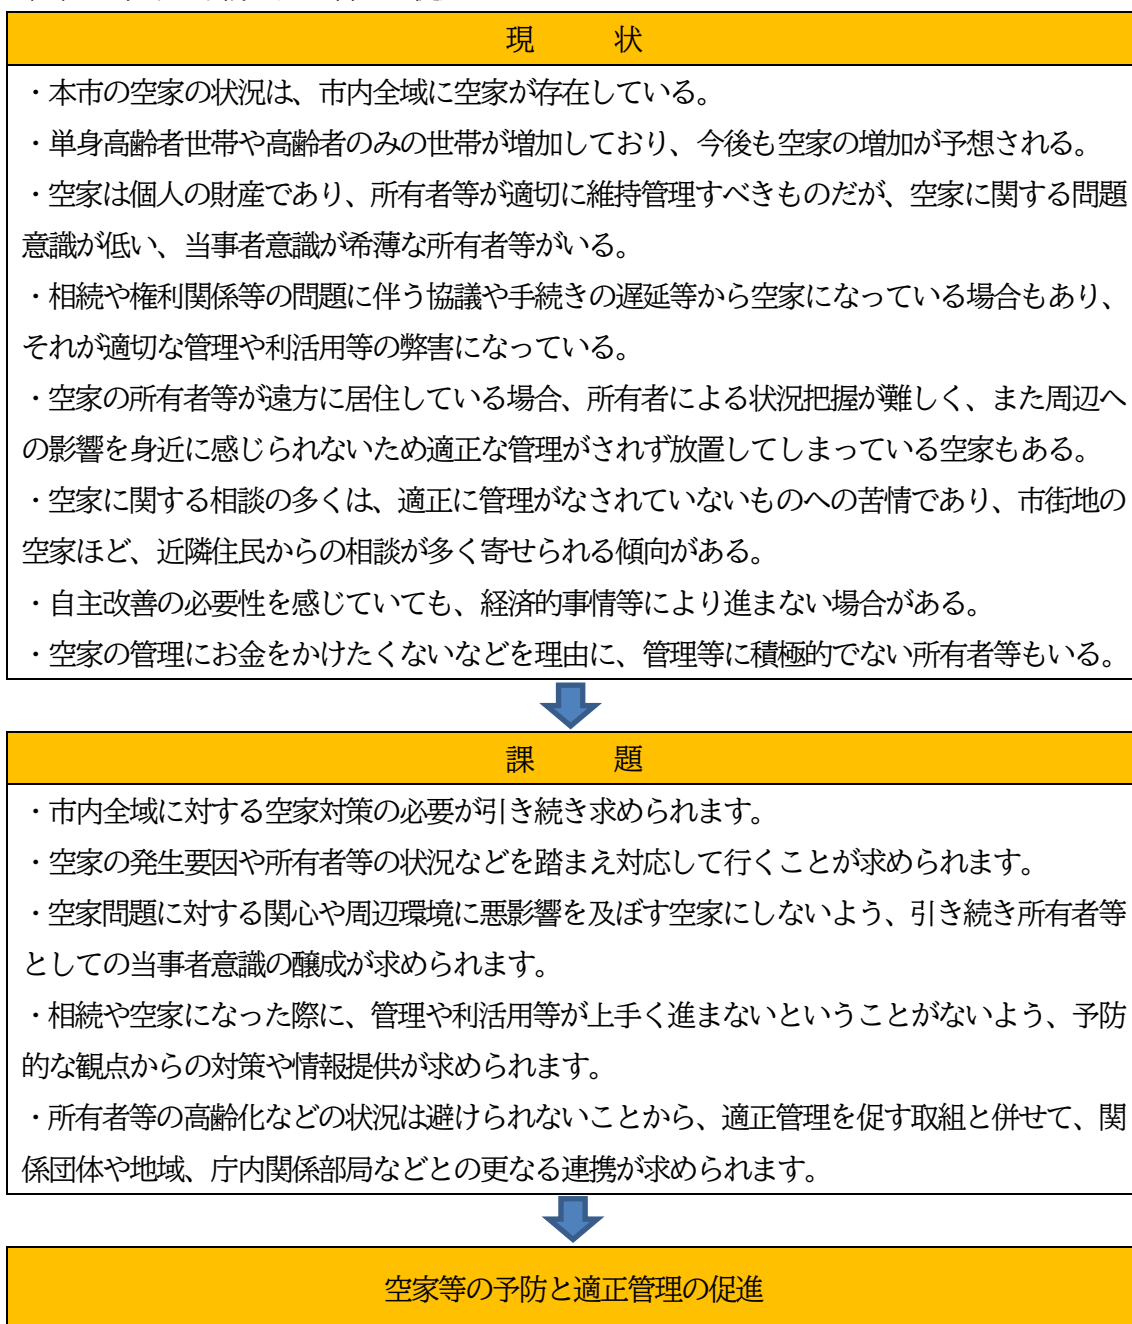 現　　　状
・本市の空家の状況は、市内全域に空家が存在している。
・単身高齢者世帯や高齢者のみの世帯が増加しており、今後も空家の増加が予想される。
・空家は個人の財産であり、所有者等が適切に維持管理すべきものだが、空家に関する問題
意識が低い、当事者意識が希薄な所有者等がいる。
・相続や権利関係等の問題に伴う協議や手続きの遅延等から空家になっている場合もあり、
それが適切な管理や利活用等の弊害になっている。
・空家の所有者等が遠方に居住している場合、所有者による状況把握が難しく、また周辺へ
の影響を身近に感じられないため適正な管理がされず放置してしまっている空家もある。
・空家に関する相談の多くは、適正に管理がなされていないものへの苦情であり、市街地の
空家ほど、近隣住民からの相談が多く寄せられる傾向がある。
・自主改善の必要性を感じていても、経済的事情等により進まない場合がある。
・空家の管理にお金をかけたくないなどを理由に、管理等に積極的でない所有者等もいる。
課　　　題
・市内全域に対する空家対策の必要が引き続き求められます。
・空家の発生要因や所有者等の状況などを踏まえ対応して行くことが求められます。
・空家問題に対する関心や周辺環境に悪影響を及ぼす空家にしないよう、引き続き所有者等
としての当事者意識の醸成が求められます。
・相続や空家になった際に、管理や利活用等が上手く進まないということがないよう、予防
的な観点からの対策や情報提供が求められます。
・所有者等の高齢化などの状況は避けられないことから、適正管理を促す取組と併せて、関
係団体や地域、庁内関係部局などとの更なる連携が求められます。
空家等の予防と適正管理の促進